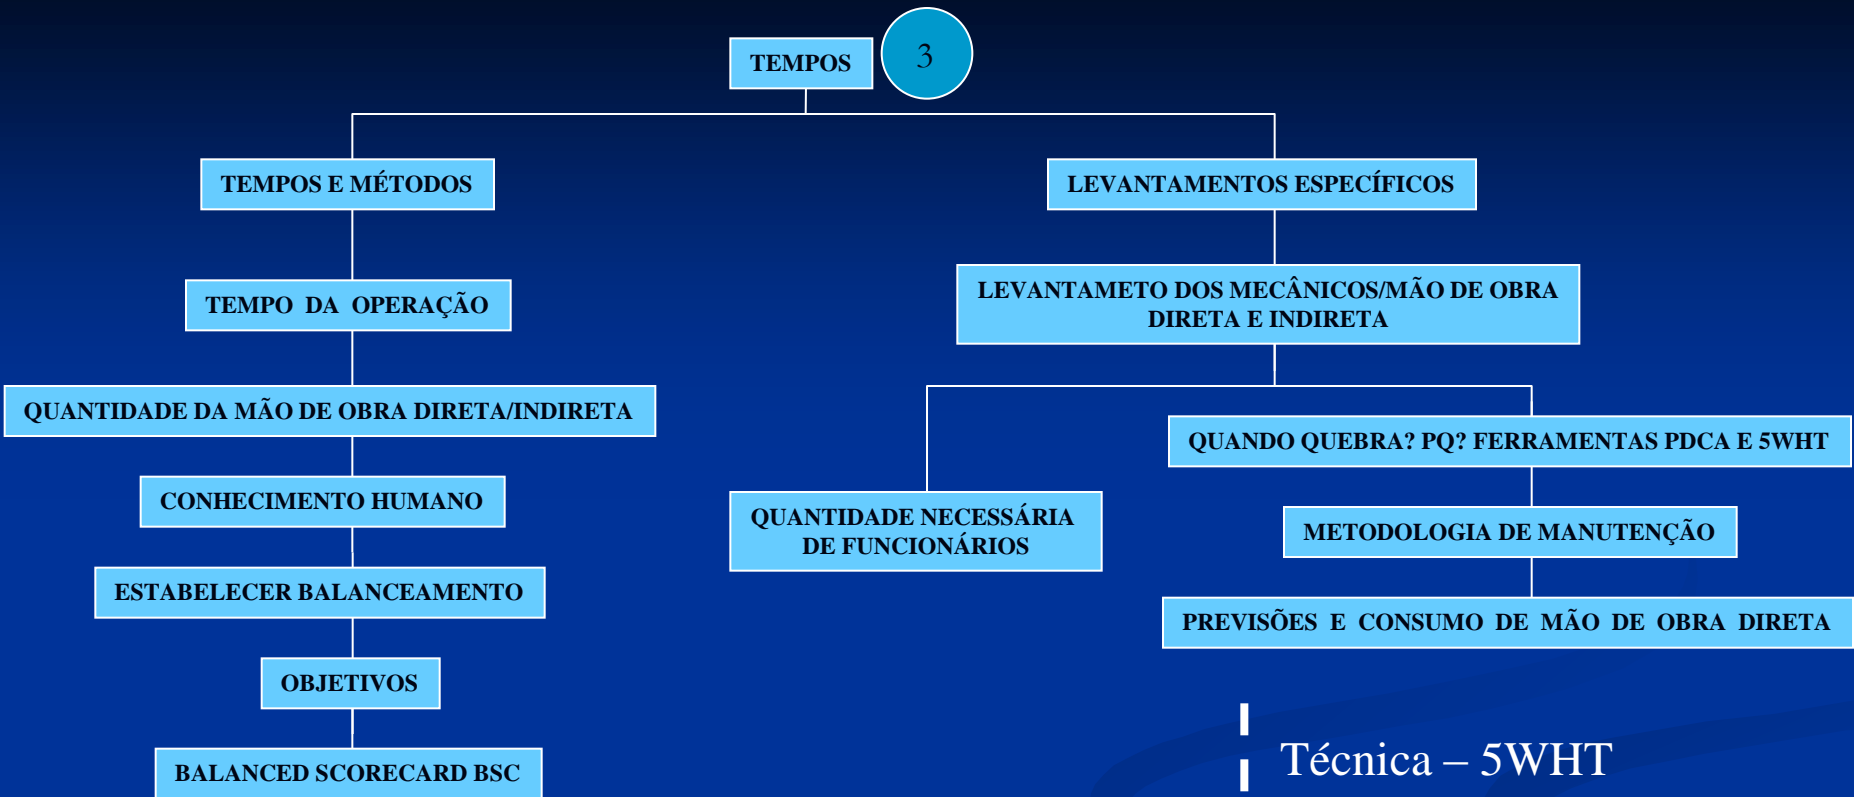 TEMPOS
3
TEMPOS E MÉTODOS
TEMPO DA OPERAÇÃO
QUANTIDADE DA MÃO DE OBRA DIRETA/INDIRETA
CONHECIMENTO HUMANO
ESTABELECER BALANCEAMENTO
OBJETIVOS
BALANCED SCORECARD BSC
LEVANTAMENTOS ESPECÍFICOS
LEVANTAMETO DOS MECÂNICOS/MÃO DE OBRA
DIRETA E INDIRETA
QUANTIDADE NECESSÁRIA
DE FUNCIONÁRIOS
QUANDO QUEBRA? PQ? FERRAMENTAS PDCA E 5WHT
METODOLOGIA DE MANUTENÇÃO
PREVISÕES E CONSUMO DE MÃO DE OBRA DIRETA
Técnica – 5WHT